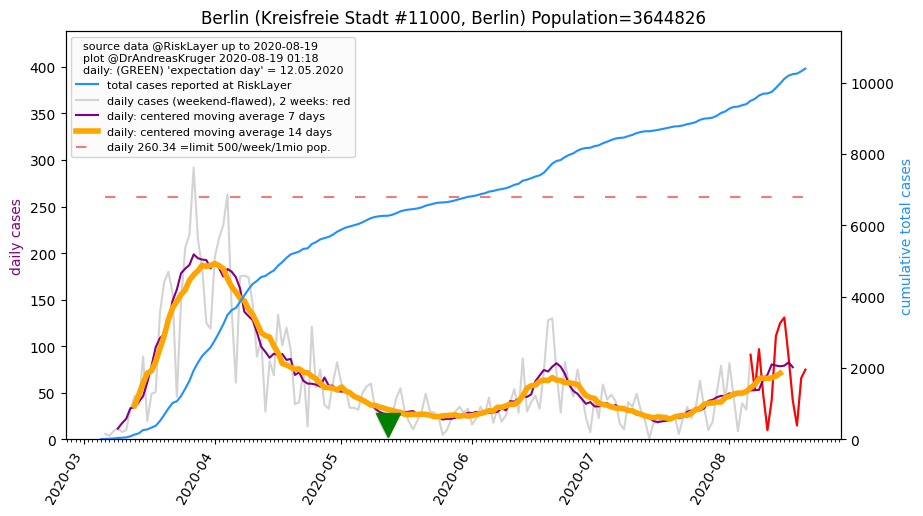 Berlin (Kreisfreie Stadt #11000, Berlin) Population=3644826
source data @RiskLayer up to 2020-08-19
plot @DrAndreasKruger 2020-08-19 01:18
daily: (GREEN) 'expectation day' = 12.05.2020
total cases reported at RiskLayer
daily cases (weekend-flawed), 2 weeks: red
daily: centered moving average 7 days
daily: centered moving average 14 days
daily 260.34 =limit 500/week/1mio pop.
daily cases
400
350
300
250
200
150
100
50
0
cumulative total cases
10000
8000
6000
4000
2000
0
2020-03
2020-04
2020-05
2020-06
2020-07
2020-08